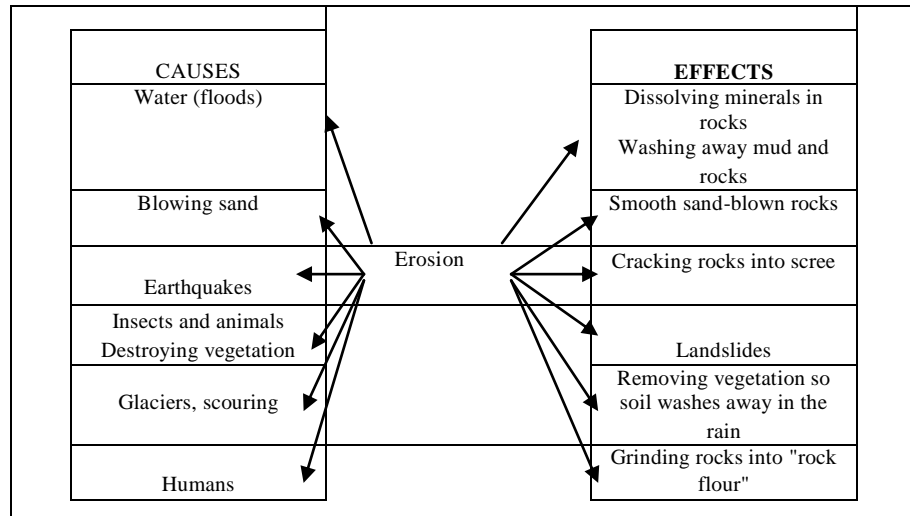 CAUSES
Water (floods)
Blowing sand
Earthquakes
Insects and animals
Destroying vegetation
Glaciers, scouring
Humans
Erosion
EFFECTS
Dissolving minerals in
rocks
Washing away mud and
rocks
Smooth sand-blown rocks
Cracking rocks into scree
Landslides
Removing vegetation so
soil washes away in the
rain
Grinding rocks into "rock
flour"